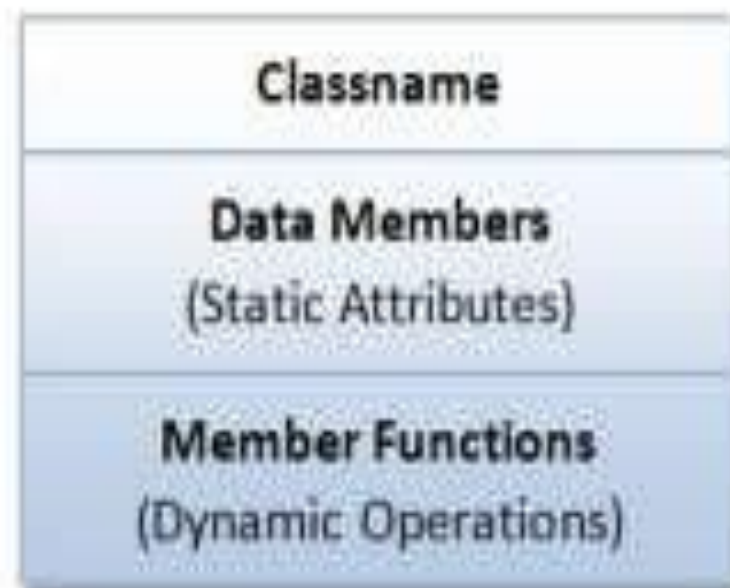 Classname
Data Members
(Static Attributes)
Member Functions
(Dynamic Operations)